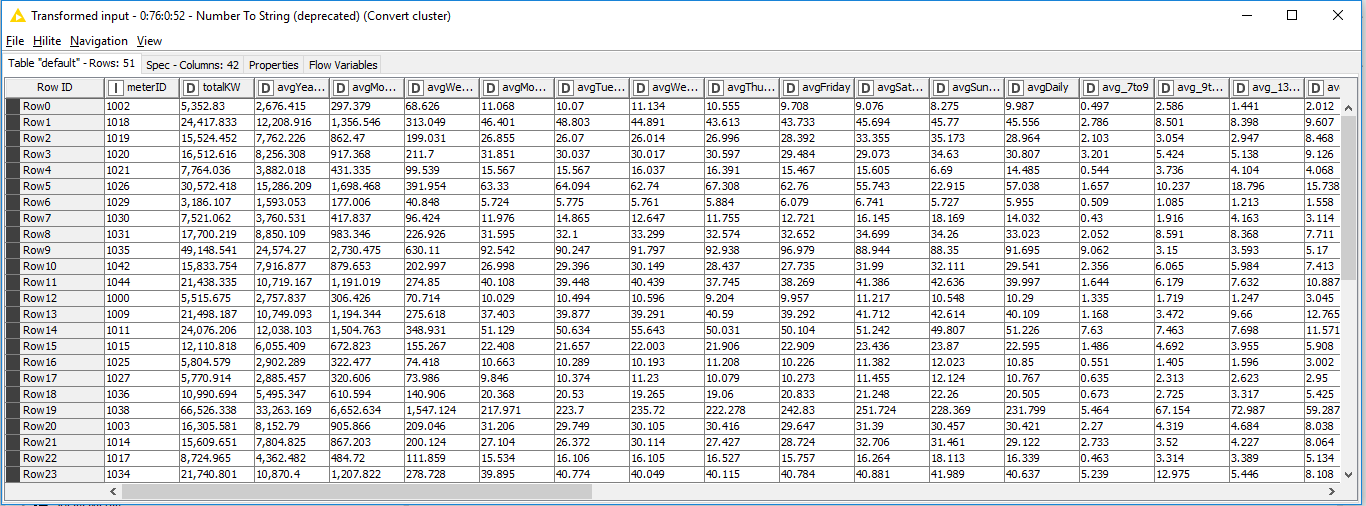 Transformed input - 0:76:0:52 - Number To String (deprecated) (Convert cluster)
File Hilite Navigation View
Table "default" - Rows: 51 Spec - Columns: 42 Properties Flow Variables
Row ID I meterID D totalKW D avgYea... D avgMo... D avgWe... D avgMo... D avgTue... D avgWe... D avgThu... D avgFriday D avgSat... D avgSun... D avgDaily D avg_7to9 D avg_9t... D avg_13... D av
Row0 1002 5,352.83 2,676.415 297.379 68.626 11.068 10.07 11.134 10.555 9.708 9.076 8.275 9.987 0.497 2.586 1.441 2.012
Row1 1018 24,417.833 12,208.916 1,356.546 313.049 46.401 48.803 44.891 43.613 43.733 45.694 45.77 45.556 2.786 8.501 8.398 9.607
Row2 1019 15,524.452 7,762.226 862.47 199.031 26.855 26.07 26.014 26.996 28.392 33.355 35.173 28.964 2.103 3.054 2.947 8.468
Row3 1020 16,512.616 8,256.308 917.368 211.7 31.851 30.037 30.017 30.597 29.484 29.073 34.63 30.807 3.201 5.424 5.138 9.126
Row4 1021 7,764.036 3,882.018 431.335 99.539 15.567 15.567 16.037 16.391 15.467 15.605 6.69 14.485 0.544 3.736 4.104 4.068
Row5 1026 30,572.418 15,286.209 1,698.468 391.954 63.33 64.094 62.74 67.308 62.76 55.743 22.915 57.038 1.657 10.237 18.796 15.738
Row6 1029 3,186.107 1,593.053 177.006 40.848 5.724 5.775 5.761 5.884 6.079 6.741 5.727 5.955 0.509 1.085 1.213 1.558
Row7 1030 7,521.062 3,760.531 417.837 96.424 11.976 14.865 12.647 11.755 12.721 16.145 18.169 14.032 0.43 1.916 4.163 3.114
Row8 1031 17,700.219 8,850.109 983.346 226.926 31.595 32.1 33.299 32.574 32.652 34.699 34.26 33.023 2.052 8.591 8.368 7.711
Row9 1035 49,148.541 24,574.27 2,730.475 630.11 92.542 90.247 91.797 92.938 96.979 88.944 88.35 91.695 9.062 3.15 3.593 5.17
Row10 1042 15,833.754 7,916.877 879.653 202.997 26.998 29.396 30.149 28.437 27.735 31.99 32.111 29.541 2.356 6.065 5.984 7.413
Row11 1044 21,438.335 10,719.167 1,191.019 274.85 40.108 39.448 40.439 37.745 38.269 41.386 42.636 39.997 1.644 6.179 7.632 10.887
Row12 1000 5,515.675 2,757.837 306.426 70.714 10.029 10.494 10.596 9.204 9.957 11.217 10.548 10.29 1.335 1.719 1.247 3.045
Row13 1009 21,498.187 10,749.093 1,194.344 275.618 37.403 39.877 39.291 40.59 39.292 41.712 42.614 40.109 1.168 3.472 9.66 12.765
Row14 1011 24,076.206 12,038.103 1,504.763 348.931 51.129 50.634 55.643 50.031 50.104 51.242 49.807 51.226 7.63 7.463 7.698 11.571
Row15 1015 12,110.818 6,055.409 672.823 155.267 22.408 21.657 22.003 21.906 22.909 23.436 23.87 22.595 1.486 4.692 3.955 5.908
Row16 1025 5,804.579 2,902.289 322.477 74.418 10.663 10.289 10.193 11.208 10.226 11.382 12.023 10.85 0.551 1.405 1.596 3.002
Row17 1027 5,770.914 2,885.457 320.606 73.986 9.846 10.374 11.23 10.079 10.273 11.455 12.124 10.767 0.635 2.313 2.623 2.95
Row18 1036 10,990.694 5,495.347 610.594 140.906 20.368 20.53 19.265 19.06 20.833 21.248 22.26 20.505 0.673 2.725 3.317 5.425
Row19 1038 66,526.338 33,263.169 6,652.634 1,547.124 217.971 223.7 235.72 222.278 242.83 251.724 228.369 231.799 5.464 67.154 72.987 59.287
Row20 1003 16,305.581 8,152.79 905.866 209.046 31.206 29.749 30.105 30.416 29.647 31.39 30.457 30.421 2.27 4.319 4.684 8.038
Row21 1014 15,609.651 7,804.825 867.203 200.124 27.104 26.372 30.114 27.427 28.724 32.706 31.461 29.122 2.733 3.52 4.227 8.064
Row22 1017 8,724.965 4,362.482 484.72 111.859 15.534 16.106 16.105 16.527 15.757 16.264 18.113 16.339 0.463 3.314 3.389 5.134
Row23 1034 21,740.801 10,870.4 1,207.822 278.728 39.895 40.774 40.049 40.115 40.784 40.881 41.989 40.637 5.239 12.975 5.446 8.108